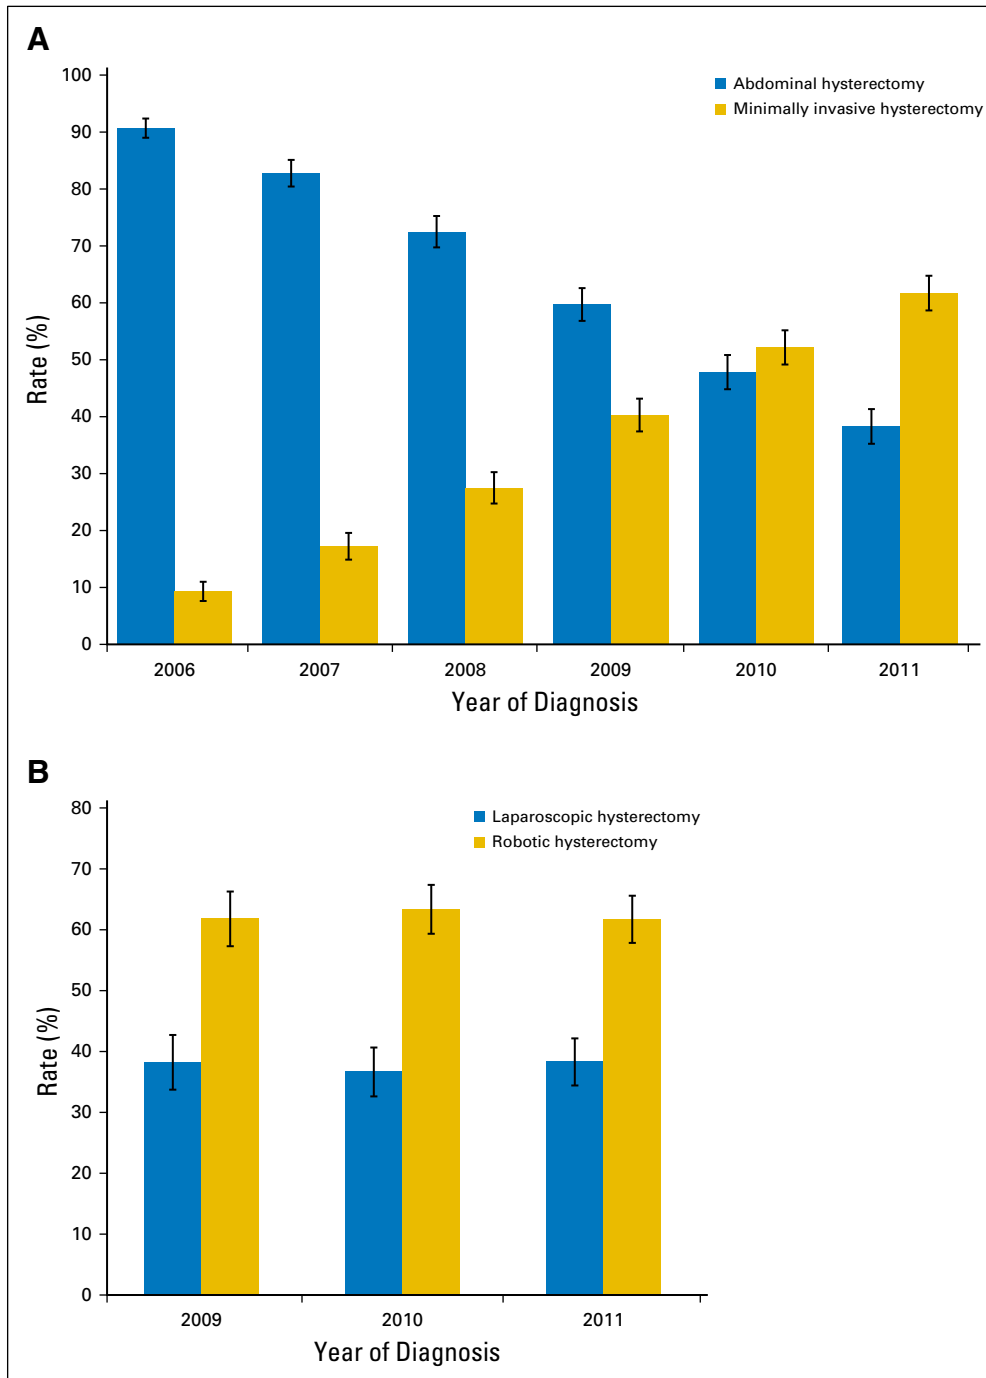 A
100
90
80
70
60
50
40
30
20
10
0
Rate (%)
Abdominal hysterectomy
Minimally invasive hysterectomy
2006 2007 2008 2009 2010 2011
Year of Diagnosis
B
80
70
60
50
40
30
20
10
0
Rate (%)
Laparoscopic hysterectomy
Robotic hysterectomy
2009 2010 2011
Year of Diagnosis